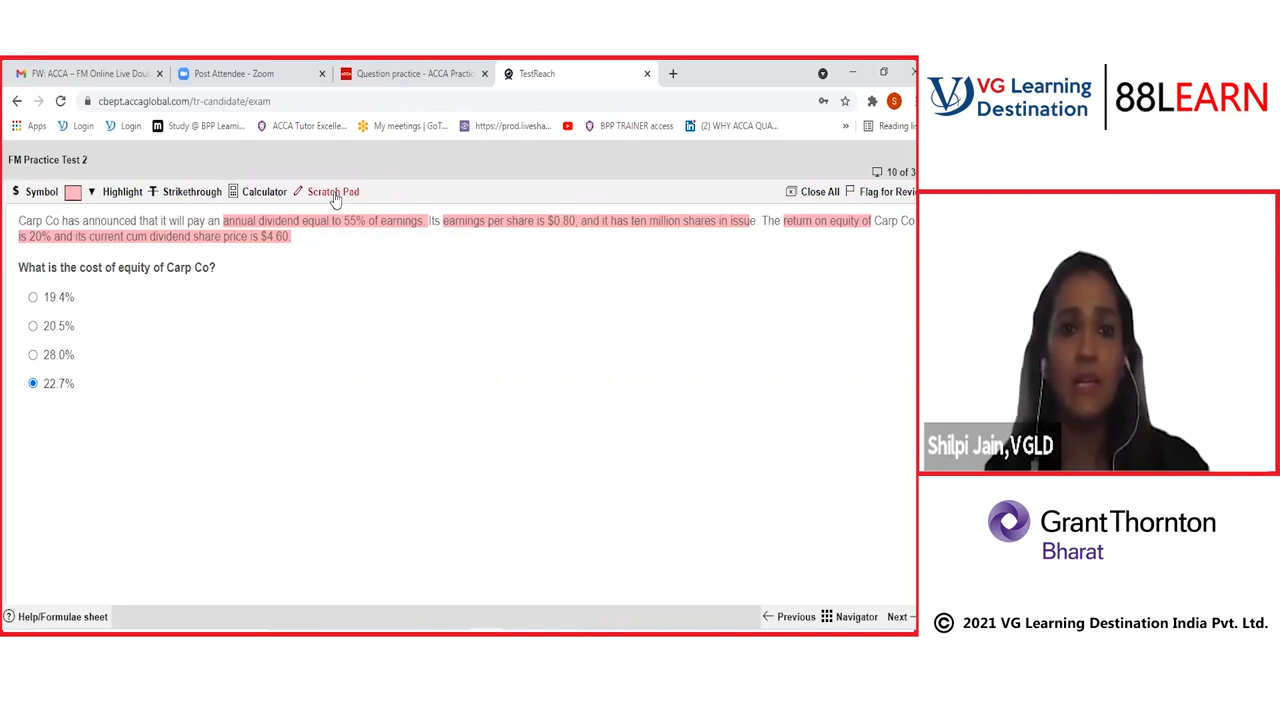 FW: ACCA – FM Online Live Dou
Post Attendee - Zoom
Question practice - ACCA Practic
TestReach
cbept.accaglobal.com/tr-candidate/exam
Apps
Login
Login
Study @ BPP Learni...
ACCA Tutor Excelle...
My meetings | GoT...
https://prod.livesha...
BPP TRAINER access
(2) WHY ACCA QUA...
»
Reading lis
FM Practice Test 2
10 of 3
$ Symbol
Highlight
Strikethrough
Calculator
Scratch Pad
Close All
Flag for Revie
Carp Co has announced that it will pay an annual dividend equal to 55% of earnings. Its earnings per share is $0.80, and it has ten million shares in issue. The return on equity of Carp Co
is 20% and its current cum dividend share price is $4.60.
What is the cost of equity of Carp Co?
19.4%
20.5%
28.0%
22.7%
? Help/Formulae sheet
Previous
Navigator
Next
VG Learning
Destination
88LEARN
Shilpi Jain,VGLD
Grant Thornton
Bharat
© 2021 VG Learning Destination India Pvt. Ltd.